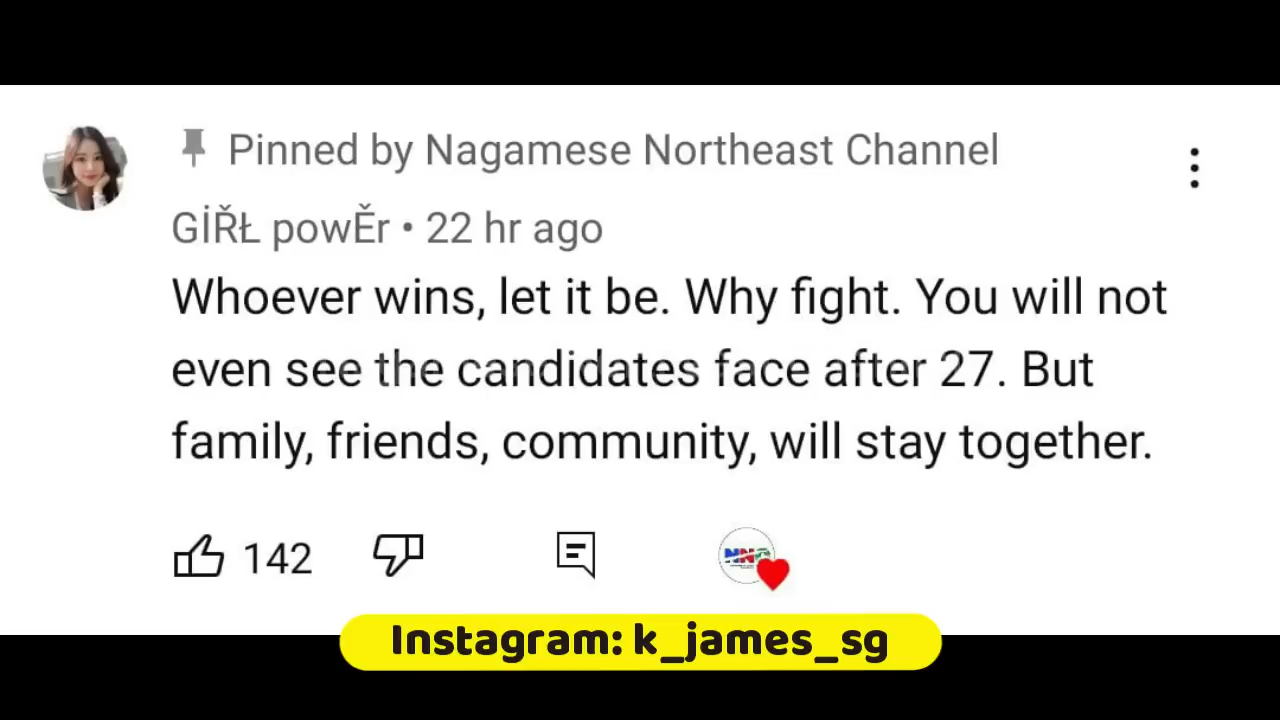 Pinned by Nagamese Northeast Channel
GİŘŁ powĚr • 22 hr ago
Whoever wins, let it be. Why fight. You will not
even see the candidates face after 27. But
family, friends, community, will stay together.
142
NNC
Instagram: k_james_sg